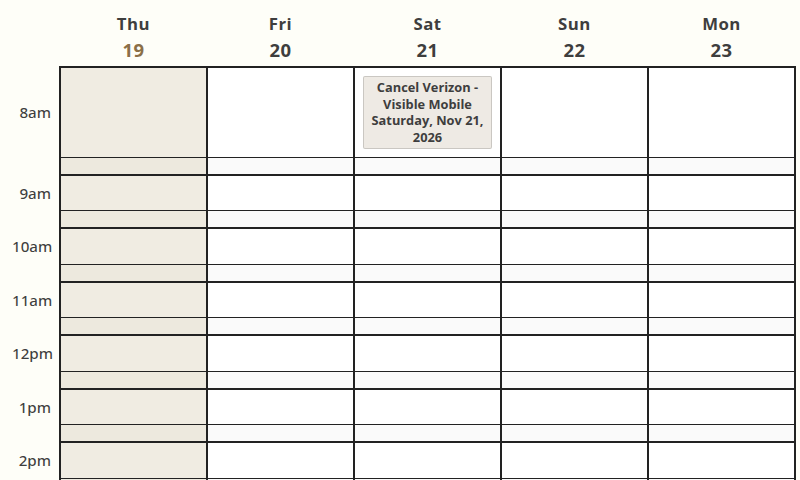 Thu Fri Sat Sun Mon
19 20 21 22 23
8am
Cancel Verizon -
Visible Mobile
Saturday, Nov 21,
2026
9am
10am
11am
12pm
1pm
2pm